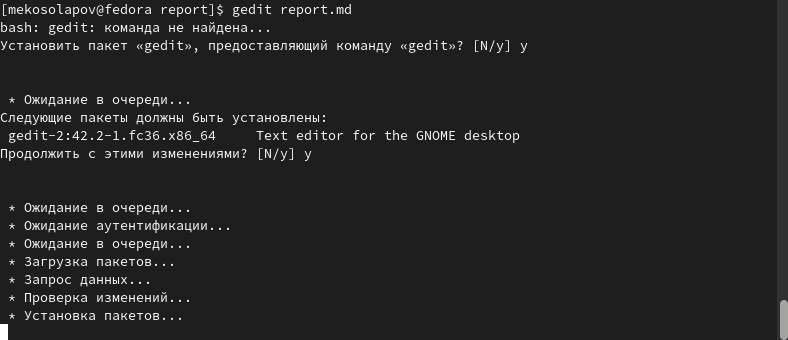 [mekosolapov@fedora report]$ gedit report.md
bash: gedit: команда не найдена...
Установить пакет «gedit», предоставляющий команду «gedit»? [N/y] y
* Ожидание в очереди...
Следующие пакеты должны быть установлены:
gedit-2:42.2-1.fc36.x86_64     Text editor for the GNOME desktop
Продолжить с этими изменениями? [N/y] y
* Ожидание в очереди...
* Ожидание аутентификации...
* Ожидание в очереди...
* Загрузка пакетов...
* Запрос данных...
* Проверка изменений...
* Установка пакетов...